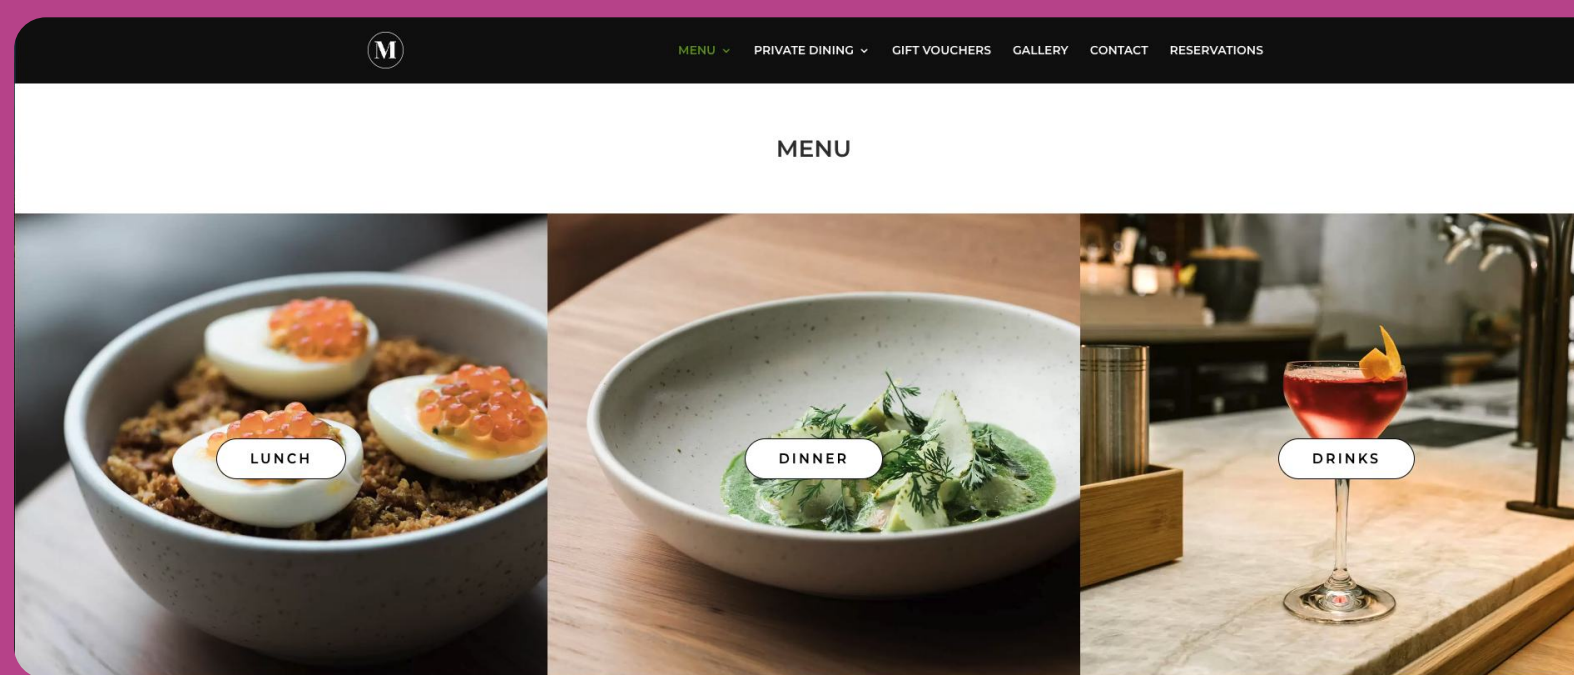 M
MENU PRIVATE DINING GIFT VOUCHERS GALLERY CONTACT RESERVATIONS
MENU
LUNCH
DINNER
DRINKS